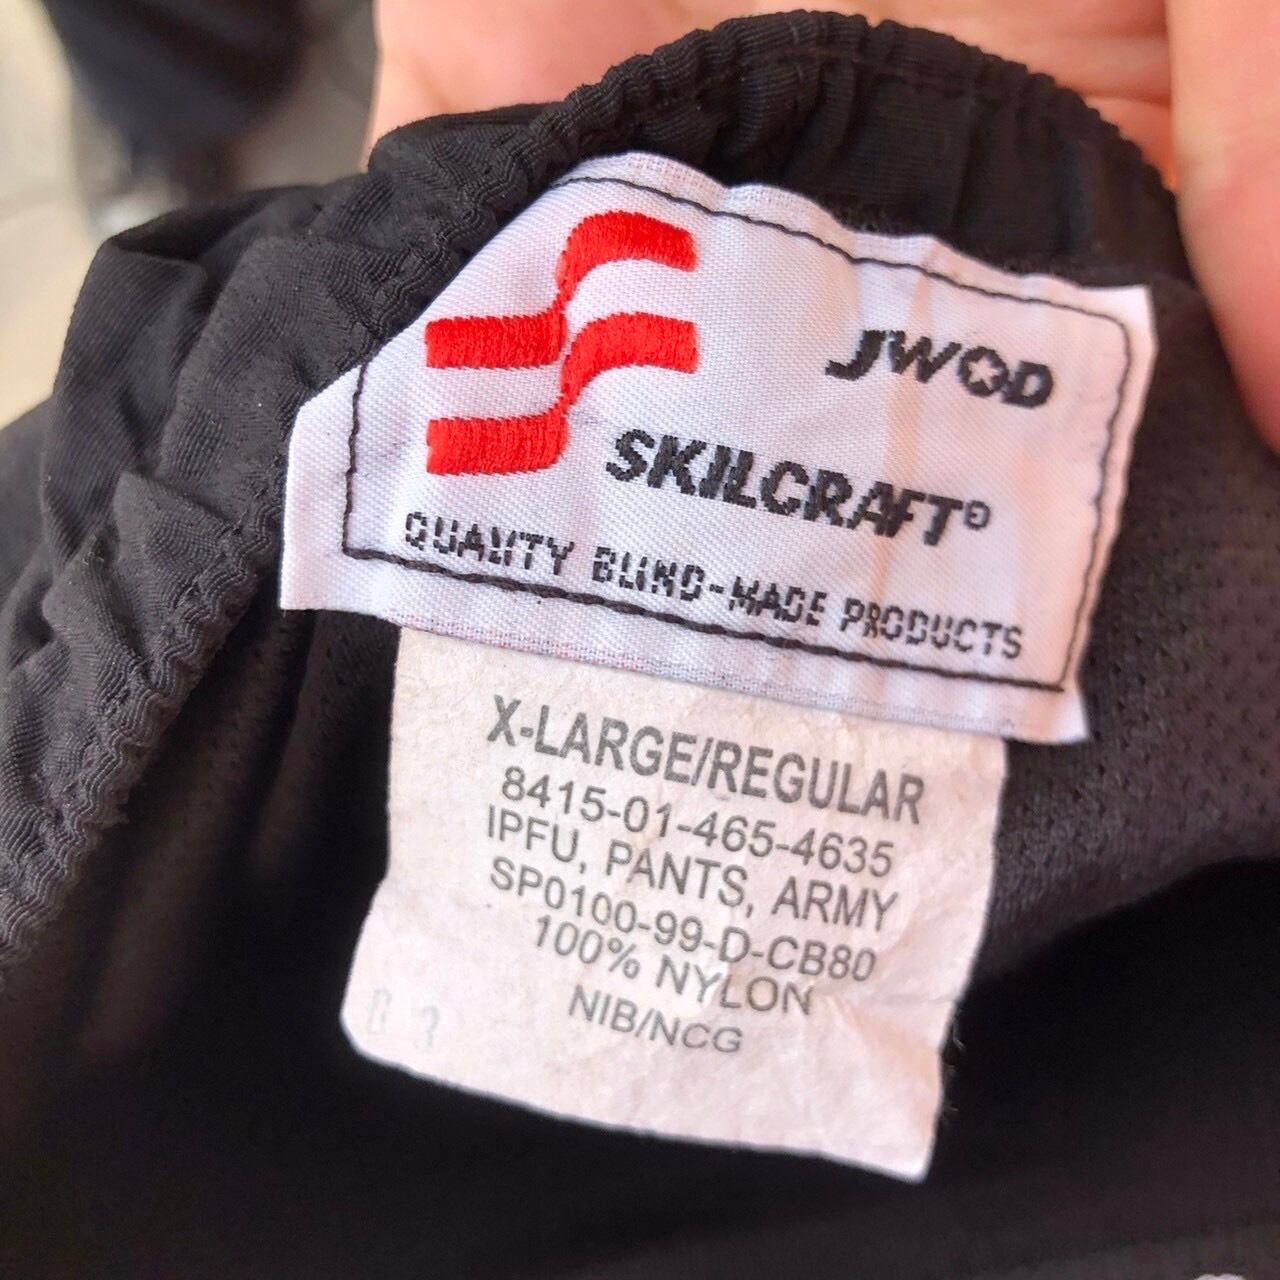 JWOD
SKILCRAFT®
QUALITY BLIND-MADE PRODUCTS
X-LARGE/REGULAR
8415-01-465-4635
IPFU, PANTS, ARMY
SP0100-99-D-CB80
100% NYLON
NIB/NCG